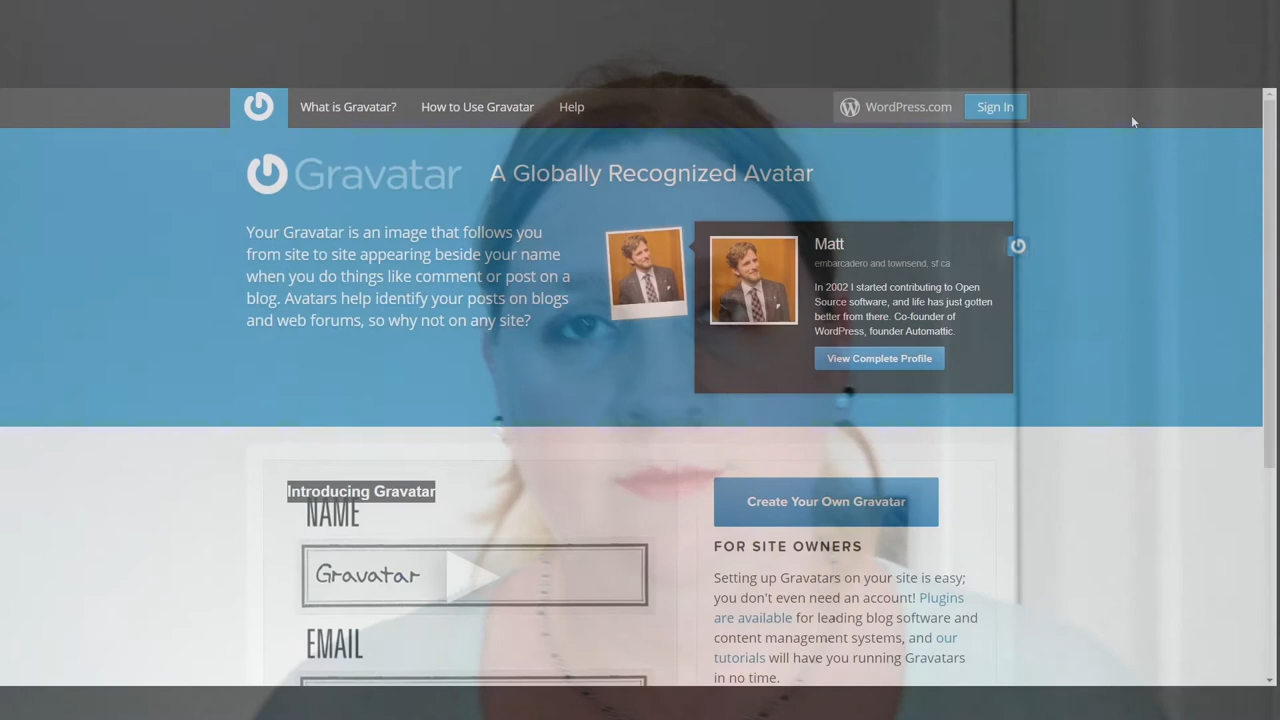 What is Gravatar?
How to Use Gravatar
Help
WordPress.com
Sign In
Gravatar
A Globally Recognized Avatar
Your Gravatar is an image that follows you
from site to site appearing beside your name
when you do things like comment or post on a
blog. Avatars help identify your posts on blogs
and web forums, so why not on any site?
Matt
embarcadero and townsend, sf ca
In 2002 I started contributing to Open
Source software, and life has just gotten
better from there. Co-founder of
WordPress, founder Automattic.
View Complete Profile
Introducing Gravatar
NAME
Gravatar
EMAIL
Create Your Own Gravatar
FOR SITE OWNERS
Setting up Gravatars on your site is easy;
you don't even need an account! Plugins
are available for leading blog software and
content management systems, and our
tutorials will have you running Gravatars
in no time.